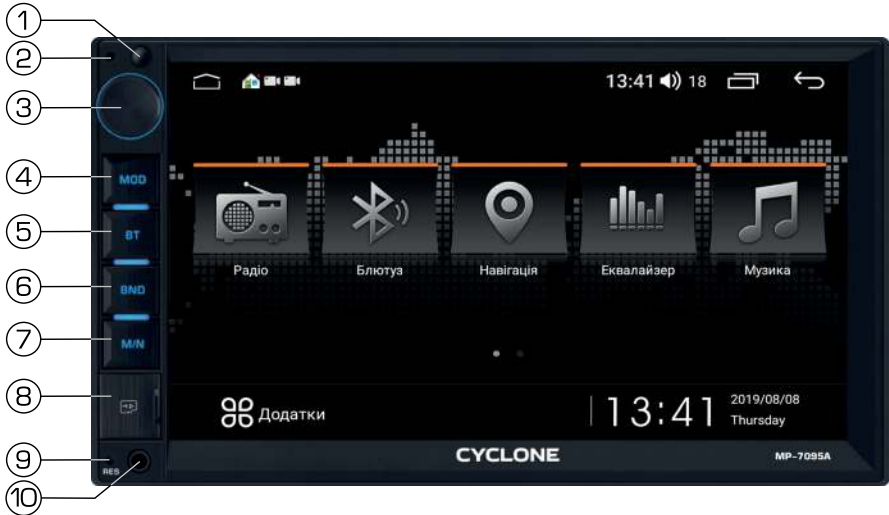 1
2
3
4
5
6
7
8
9
10
MOD
BT
BND
M/N
RES
13:41
18
Радіо
Блютуз
Навігація
Еквалайзер
Музика
Додатки
13:41
2019/08/08
Thursday
CYCLONE
MP-7095A